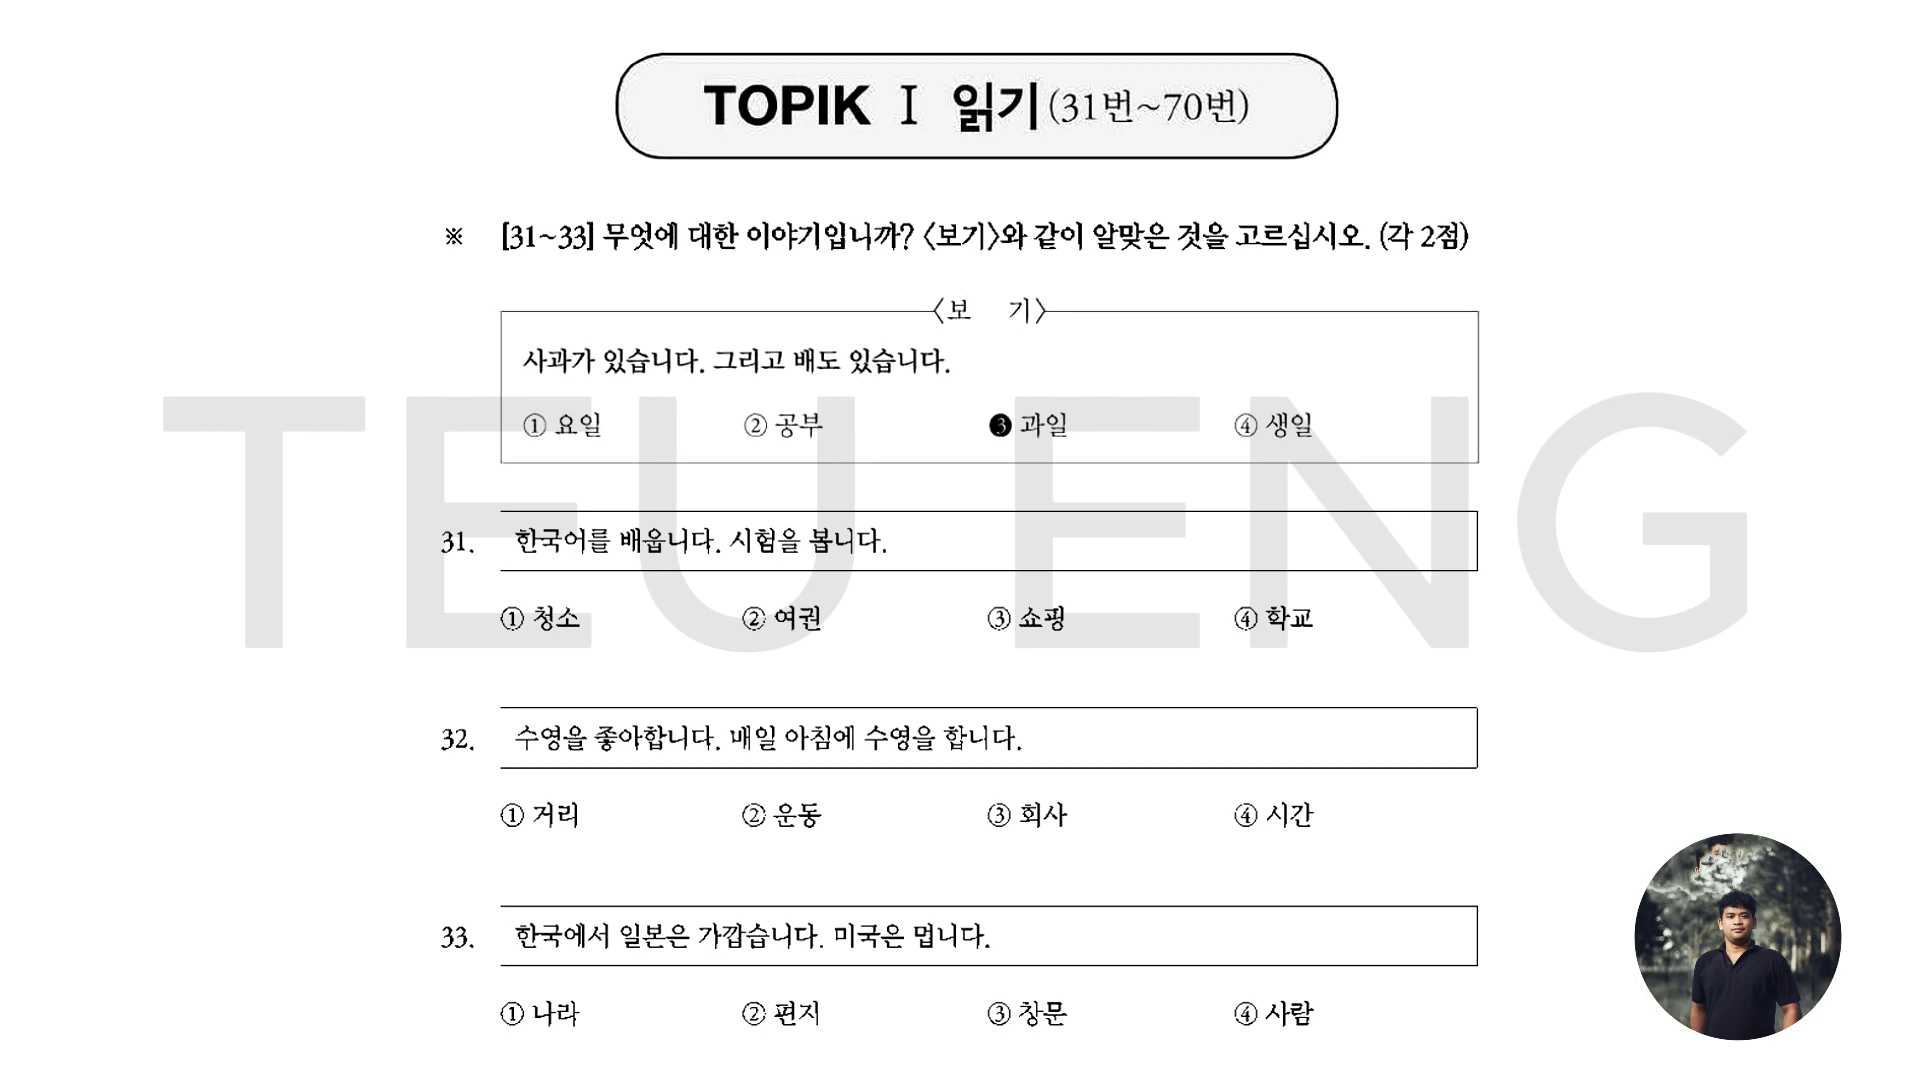 TOPIK Ⅰ 읽기(31번~70번)
※ [31~33] 무엇에 대한 이야기입니까? 〈보기〉와 같이 알맞은 것을 고르십시오. (각 2점)
〈보 기〉
사과가 있습니다. 그리고 배도 있습니다.
① 요일 ② 공부 ❸ 과일 ④ 생일
TEU ENG
31. 한국어를 배웁니다. 시험을 봅니다.
① 청소 ② 여권 ③ 쇼핑 ④ 학교
32. 수영을 좋아합니다. 매일 아침에 수영을 합니다.
① 거리 ② 운동 ③ 회사 ④ 시간
33. 한국에서 일본은 가깝습니다. 미국은 멉니다.
① 나라 ② 편지 ③ 창문 ④ 사람